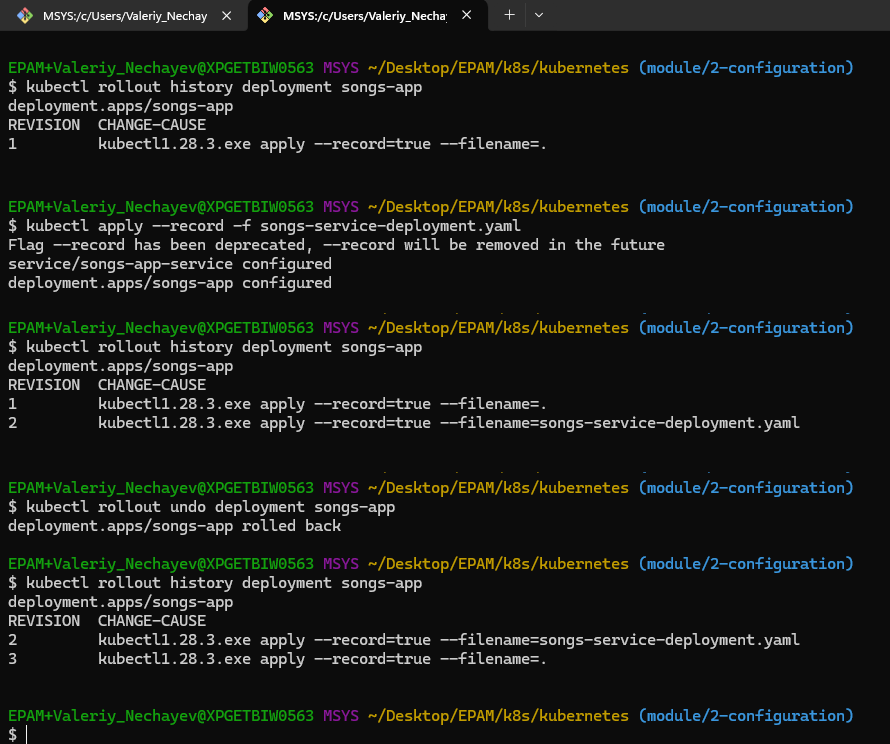 MSYS:/c/Users/Valeriy_Nechay
MSYS:/c/Users/Valeriy_Nechay
EPAM+Valeriy_Nechayev@XPGETBIW0563 MSYS ~/Desktop/EPAM/k8s/kubernetes (module/2-configuration)
$ kubectl rollout history deployment songs-app
deployment.apps/songs-app
REVISION  CHANGE-CAUSE
1         kubectl1.28.3.exe apply --record=true --filename=.
EPAM+Valeriy_Nechayev@XPGETBIW0563 MSYS ~/Desktop/EPAM/k8s/kubernetes (module/2-configuration)
$ kubectl apply --record -f songs-service-deployment.yaml
Flag --record has been deprecated, --record will be removed in the future
service/songs-app-service configured
deployment.apps/songs-app configured
EPAM+Valeriy_Nechayev@XPGETBIW0563 MSYS ~/Desktop/EPAM/k8s/kubernetes (module/2-configuration)
$ kubectl rollout history deployment songs-app
deployment.apps/songs-app
REVISION  CHANGE-CAUSE
1         kubectl1.28.3.exe apply --record=true --filename=.
2         kubectl1.28.3.exe apply --record=true --filename=songs-service-deployment.yaml
EPAM+Valeriy_Nechayev@XPGETBIW0563 MSYS ~/Desktop/EPAM/k8s/kubernetes (module/2-configuration)
$ kubectl rollout undo deployment songs-app
deployment.apps/songs-app rolled back
EPAM+Valeriy_Nechayev@XPGETBIW0563 MSYS ~/Desktop/EPAM/k8s/kubernetes (module/2-configuration)
$ kubectl rollout history deployment songs-app
deployment.apps/songs-app
REVISION  CHANGE-CAUSE
2         kubectl1.28.3.exe apply --record=true --filename=songs-service-deployment.yaml
3         kubectl1.28.3.exe apply --record=true --filename=.
EPAM+Valeriy_Nechayev@XPGETBIW0563 MSYS ~/Desktop/EPAM/k8s/kubernetes (module/2-configuration)
$